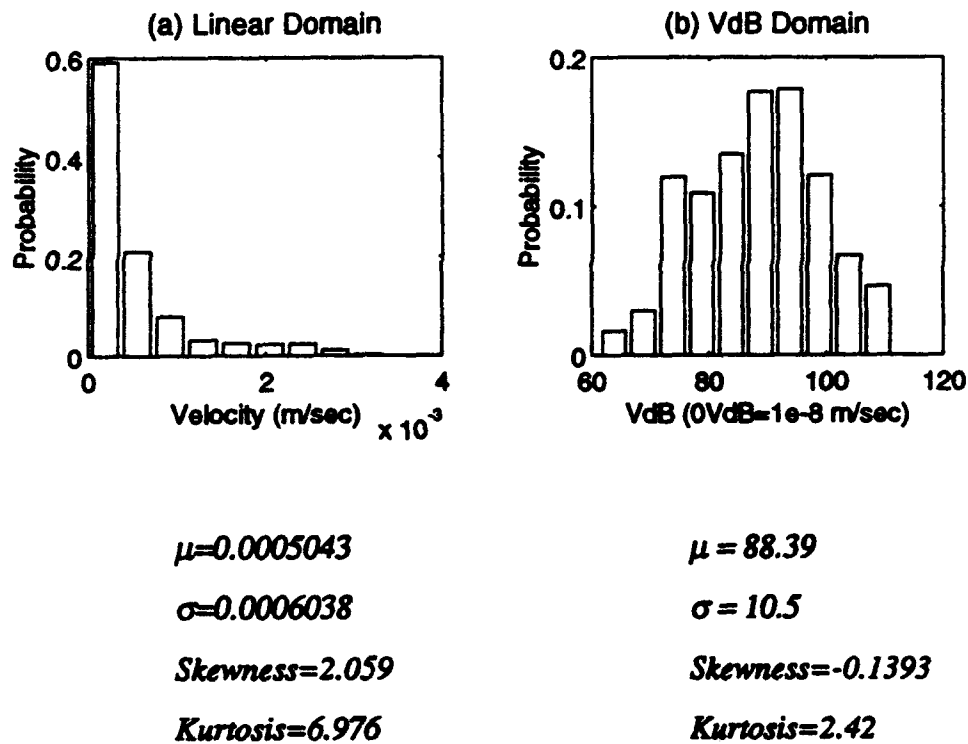 (a) Linear Domain
0.6
0.4
0.2
0
Probability
0
2
4
Velocity (m/sec)
x 10⁻³
(b) VdB Domain
0.2
0.1
0
Probability
60
80
100
120
VdB (0VdB=1e-8 m/sec)
μ=0.0005043
σ=0.0006038
Skewness=2.059
Kurtosis=6.976
μ = 88.39
σ = 10.5
Skewness=-0.1393
Kurtosis=2.42